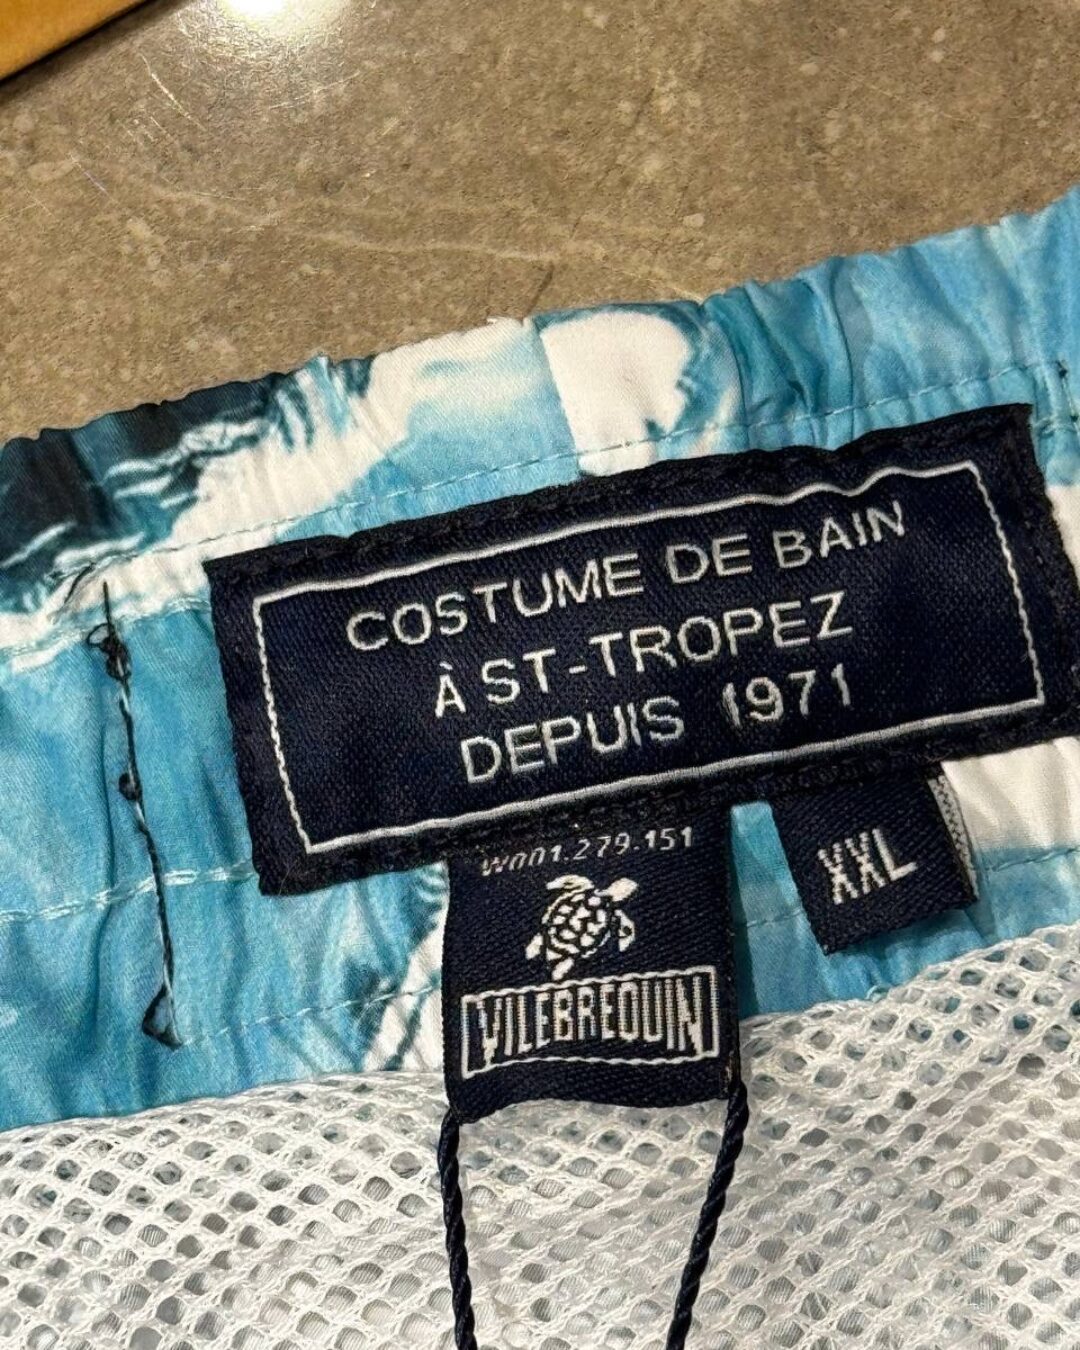 COSTUME DE BAIN
À ST-TROPEZ
DEPUIS 1971
W001.279.151
VILEBREQUIN
XXL